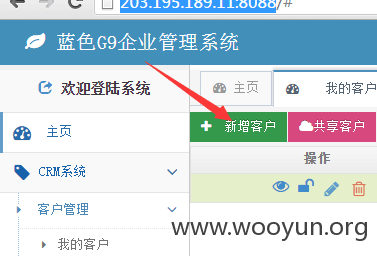 203.195.189.11:8088/#
蓝色G9企业管理系统
欢迎登陆系统
主页
我的客户
主页
新增客户
共享客户
CRM系统
操作
客户管理
我的客户
www.wooyun.org